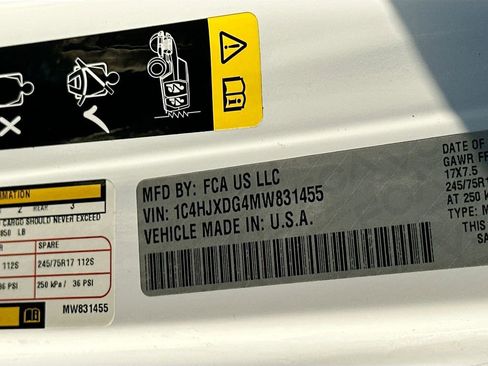 MFD BY: FCA US LLC
VIN: 1C4HJXDG4MW831455
VEHICLE MADE IN: U.S.A.
DATE OF
GAWR F
17X7.5
245/75R1
AT 250 k
TYPE: M
THIS
SA
RMATION
2 REAR 3
CARGO SHOULD NEVER EXCEED
850 LB
SPARE
112S 245/75R17 112S
36 PSI 250 kPa / 36 PSI
MW831455